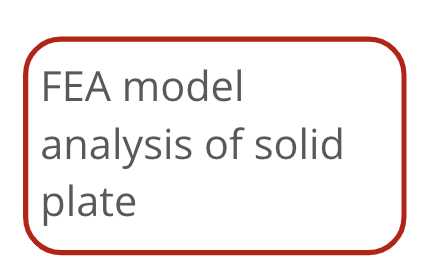 FEA model
analysis of solid
plate